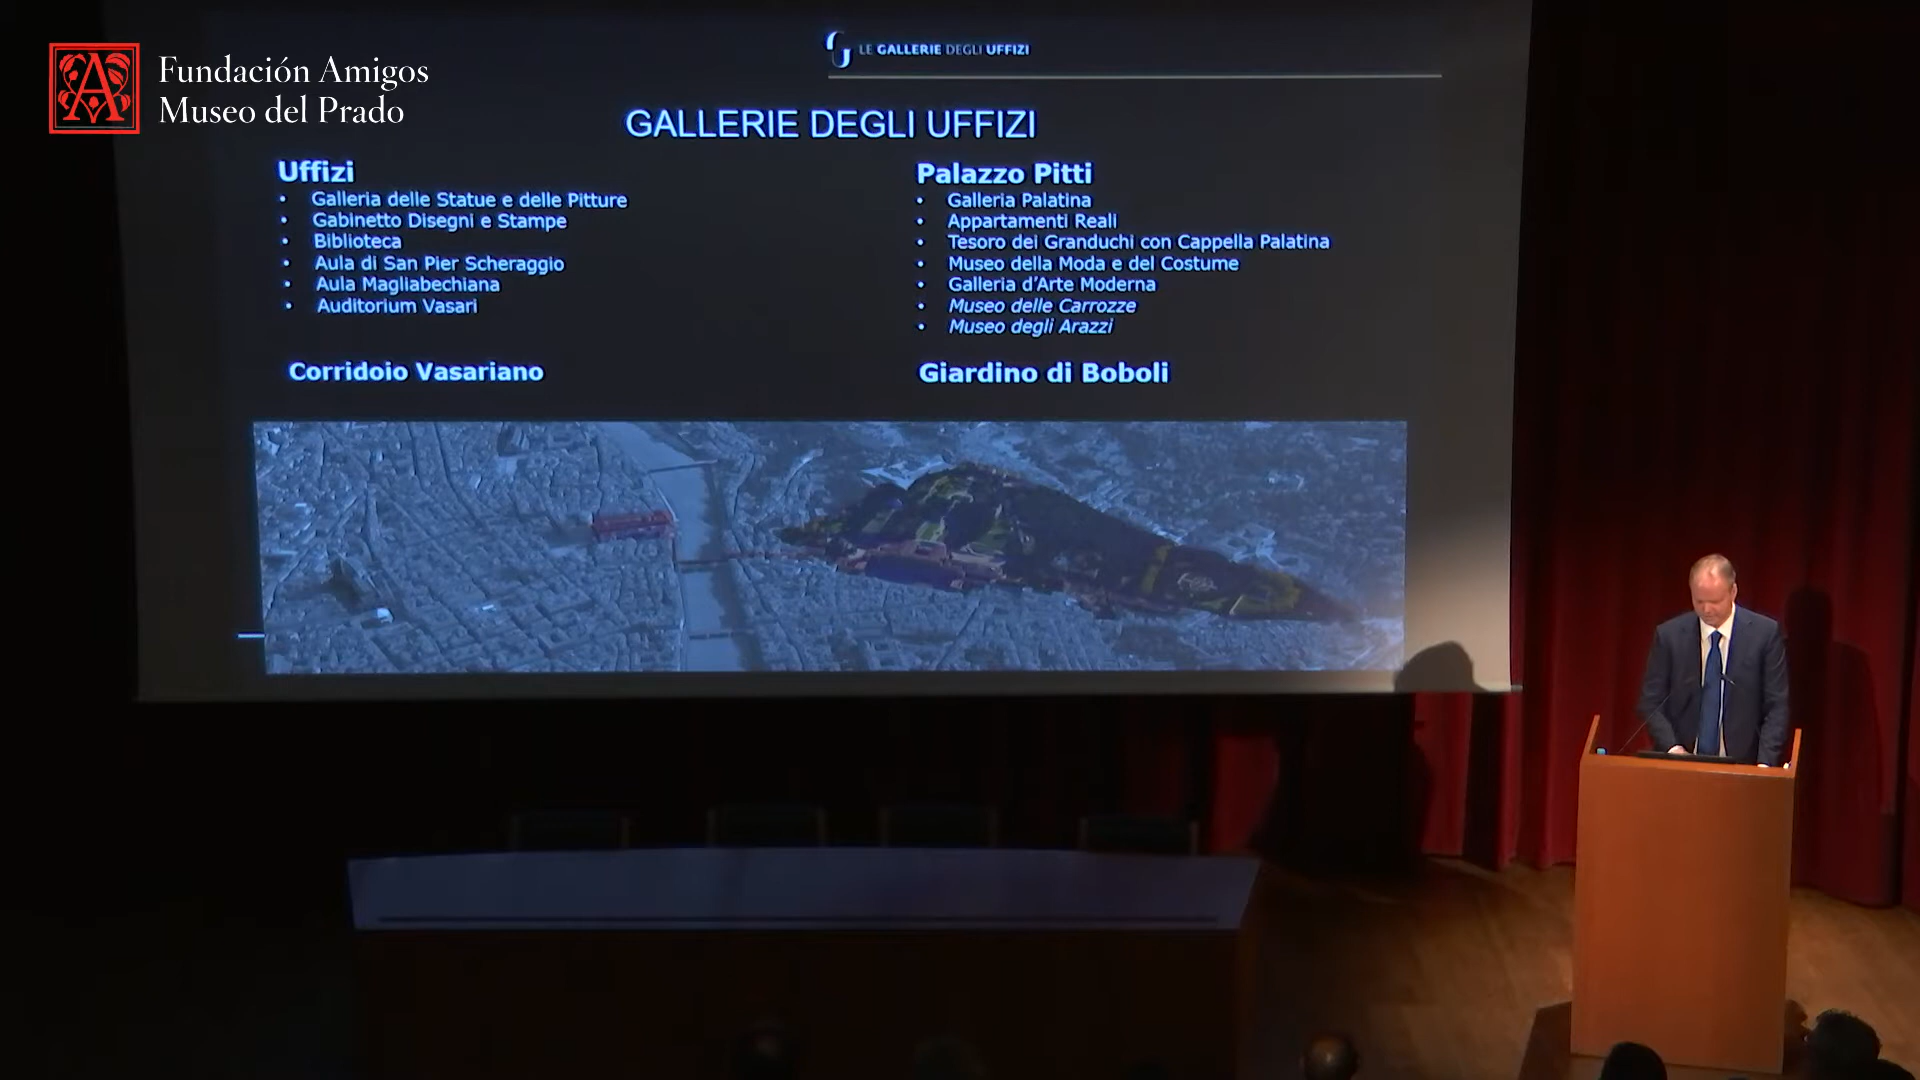 Fundación Amigos
Museo del Prado
LE GALLERIE DEGLI UFFIZI
GALLERIE DEGLI UFFIZI
Uffizi
• Galleria delle Statue e delle Pitture
• Gabinetto Disegni e Stampe
• Biblioteca
• Aula di San Pier Scheraggio
• Aula Magliabechiana
• Auditorium Vasari
Corridoio Vasariano
Palazzo Pitti
• Galleria Palatina
• Appartamenti Reali
• Tesoro dei Granduchi con Cappella Palatina
• Museo della Moda e del Costume
• Galleria d'Arte Moderna
• Museo delle Carrozze
• Museo degli Arazzi
Giardino di Boboli